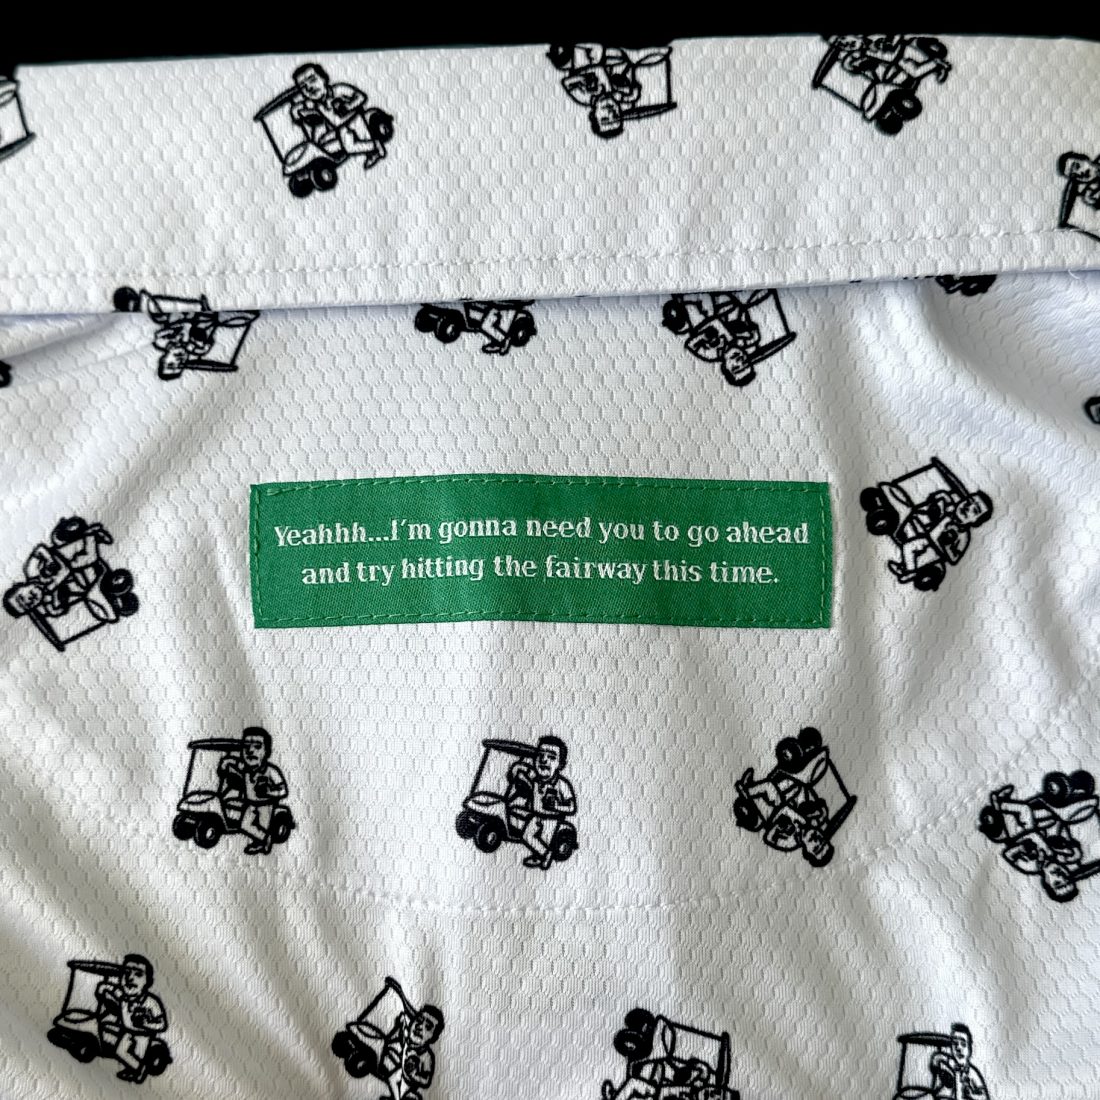 Yeahhh...I'm gonna need you to go ahead
and try hitting the fairway this time.